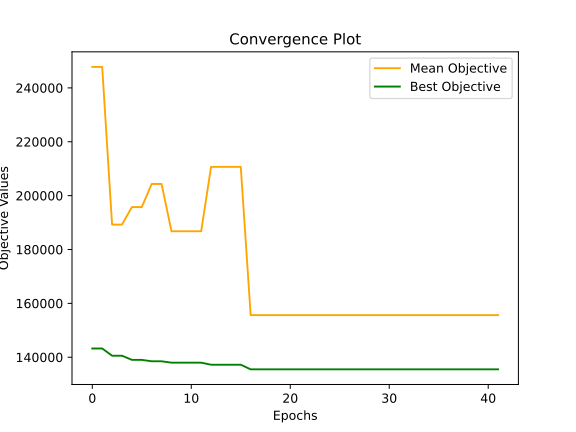 Convergence Plot
Mean Objective
Best Objective
Objective Values
240000
220000
200000
180000
160000
140000
0 10 20 30 40
Epochs